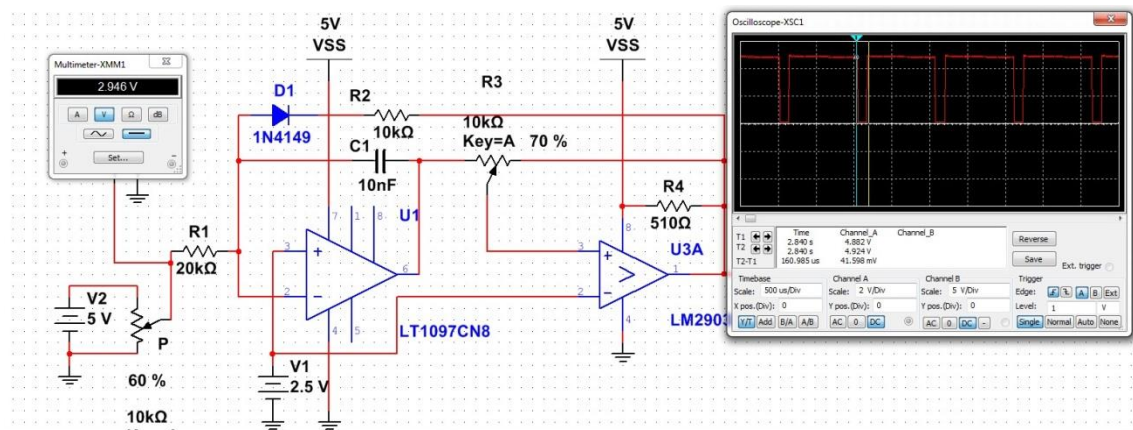 5V
VSS
5V
VSS
Multimeter-XMM1
2.946 V
A
V
Ω
dB
Set...
+
-
D1
1N4149
R2
10kΩ
C1
10nF
R3
10kΩ
Key=A
70 %
R4
510Ω
U1
7
1
8
3
2
6
4
5
LT1097CN8
R1
20kΩ
V2
5 V
P
60 %
10kΩ
V1
2.5 V
8
3
2
1
4
U3A
LM2903
Oscilloscope-XSC1
T1
T2
T2-T1
Time
Channel_A
Channel_B
2.840 s
4.882 V
2.840 s
4.924 V
160.985 us
41.598 mV
Reverse
Save
Ext. trigger
Timebase
Scale: 500 us/Div
X pos.(Div): 0
Y/T
Add
B/A
A/B
Channel A
Scale: 2 V/Div
Y pos.(Div): 0
AC
0
DC
Channel B
Scale: 5 V/Div
Y pos.(Div): 0
AC
0
DC
-
Trigger
Edge:
A
B
Ext
Level: 1 V
Single
Normal
Auto
None